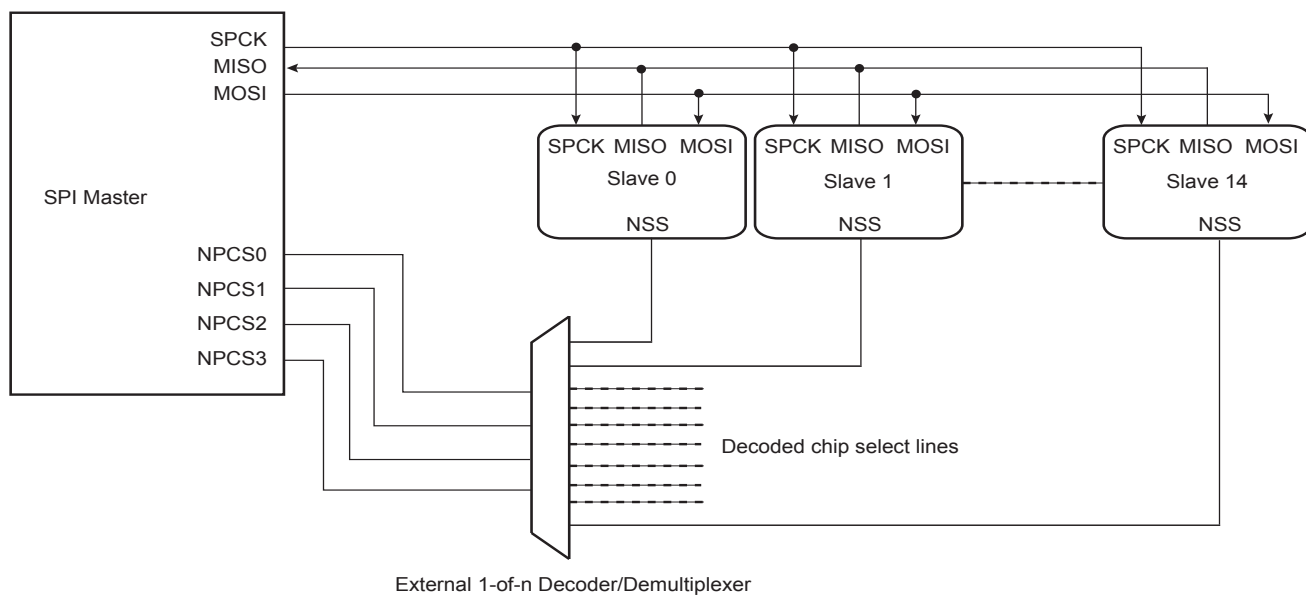 SPCK
MISO
MOSI
SPI Master
NPCS0
NPCS1
NPCS2
NPCS3
SPCK MISO MOSI
Slave 0
NSS
SPCK MISO MOSI
Slave 1
NSS
SPCK MISO MOSI
Slave 14
NSS
Decoded chip select lines
External 1-of-n Decoder/Demultiplexer